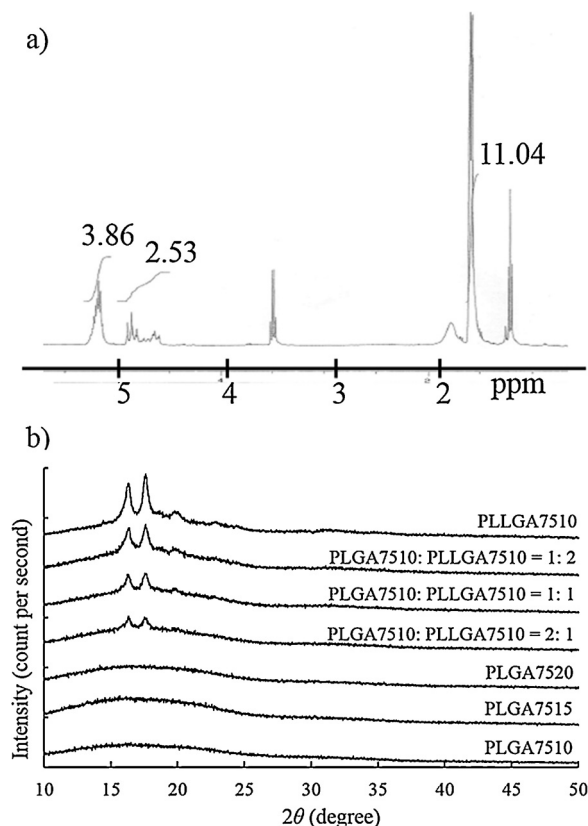 a)
11.04
3.86
2.53
5
4
3
2
ppm
b)
Intensity (count per second)
PLLGA7510
PLGA7510: PLLGA7510 = 1: 2
PLGA7510: PLLGA7510 = 1: 1
PLGA7510: PLLGA7510 = 2: 1
PLGA7520
PLGA7515
PLGA7510
10
15
20
25
30
35
40
45
50
2θ (degree)